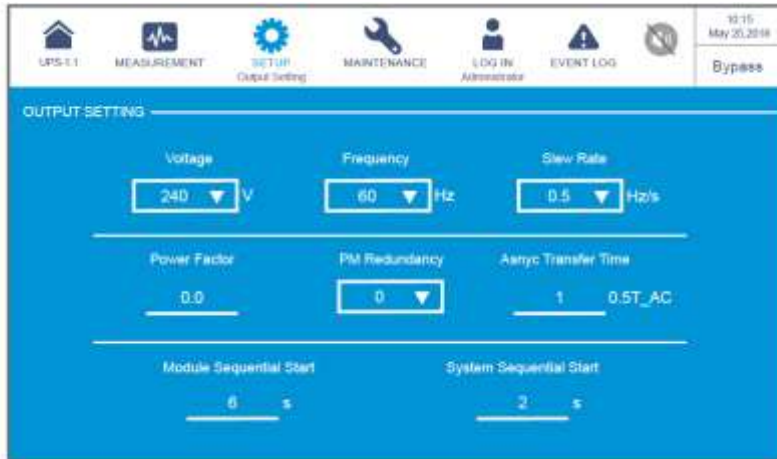 10:15
May 20,2016
UPS-1.1
MEASUREMENT
SETUP
Output Setting
MAINTENANCE
LOG IN
Administrator
EVENT LOG
Bypass
OUTPUT SETTING
Voltage
Frequency
Slew Rate
240 V
60 Hz
0.5 Hz/s
Power Factor
PM Redundancy
Asnyc Transfer Time
0.0
0
1 0.5T_AC
Module Sequential Start
System Sequential Start
6 s
2 s